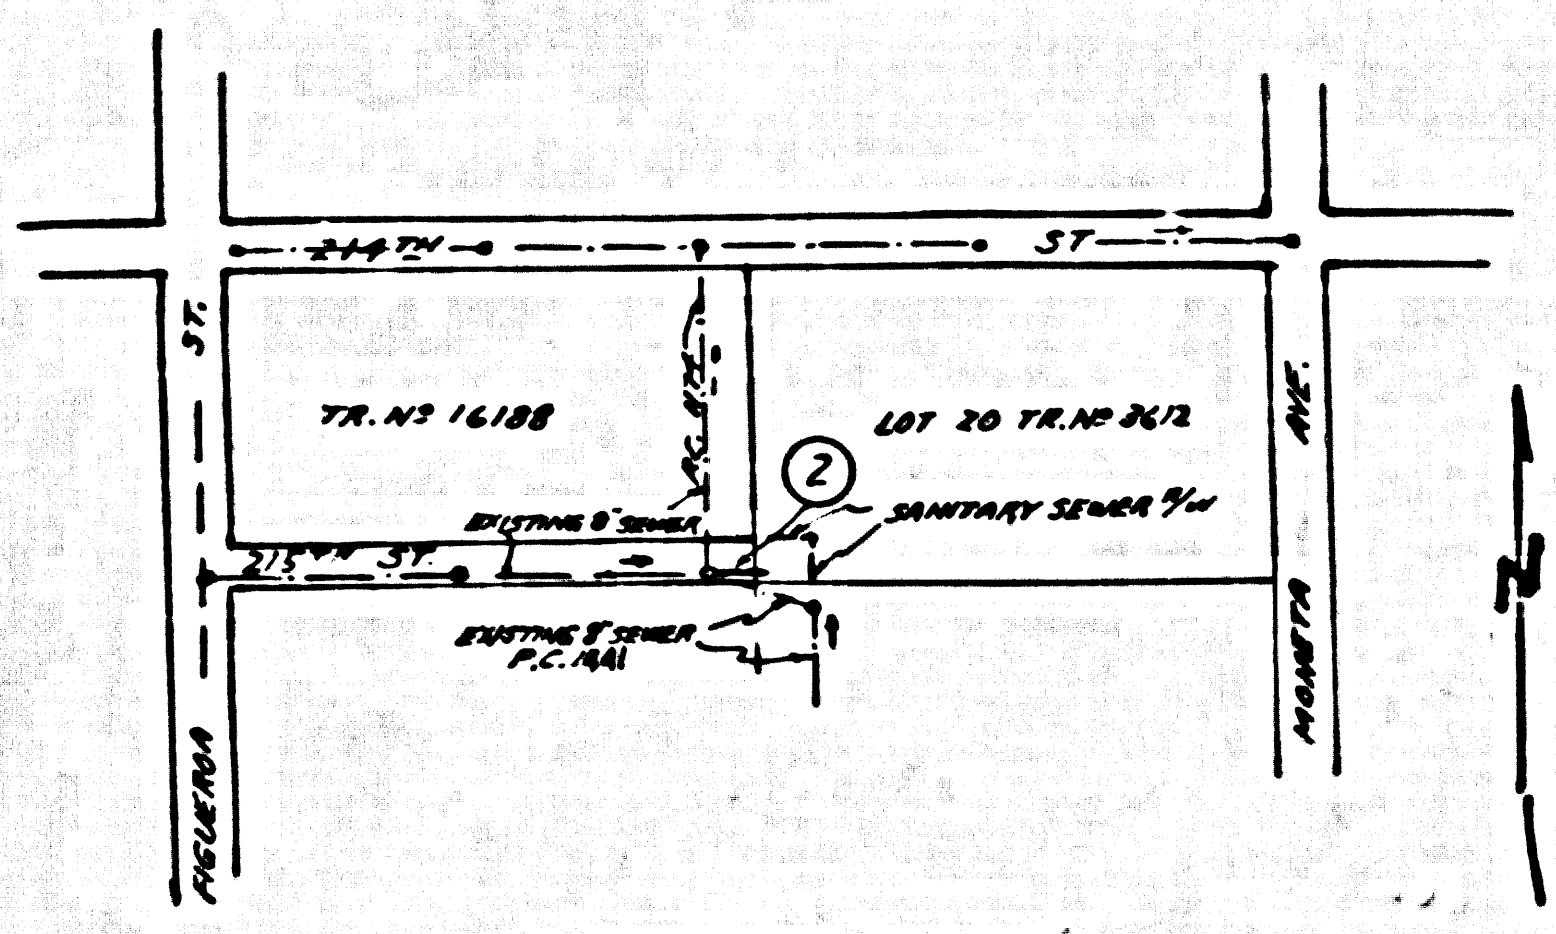 214TH ST
ST.
TR. Nº 16188
LOT 20 TR. Nº 3612
AVE.
2
SANITARY SEWER R/W
EXISTING 8" SEWER
215TH ST.
EXISTING 8" SEWER
P.C. 1441
MONETA
FIGUEROA
N